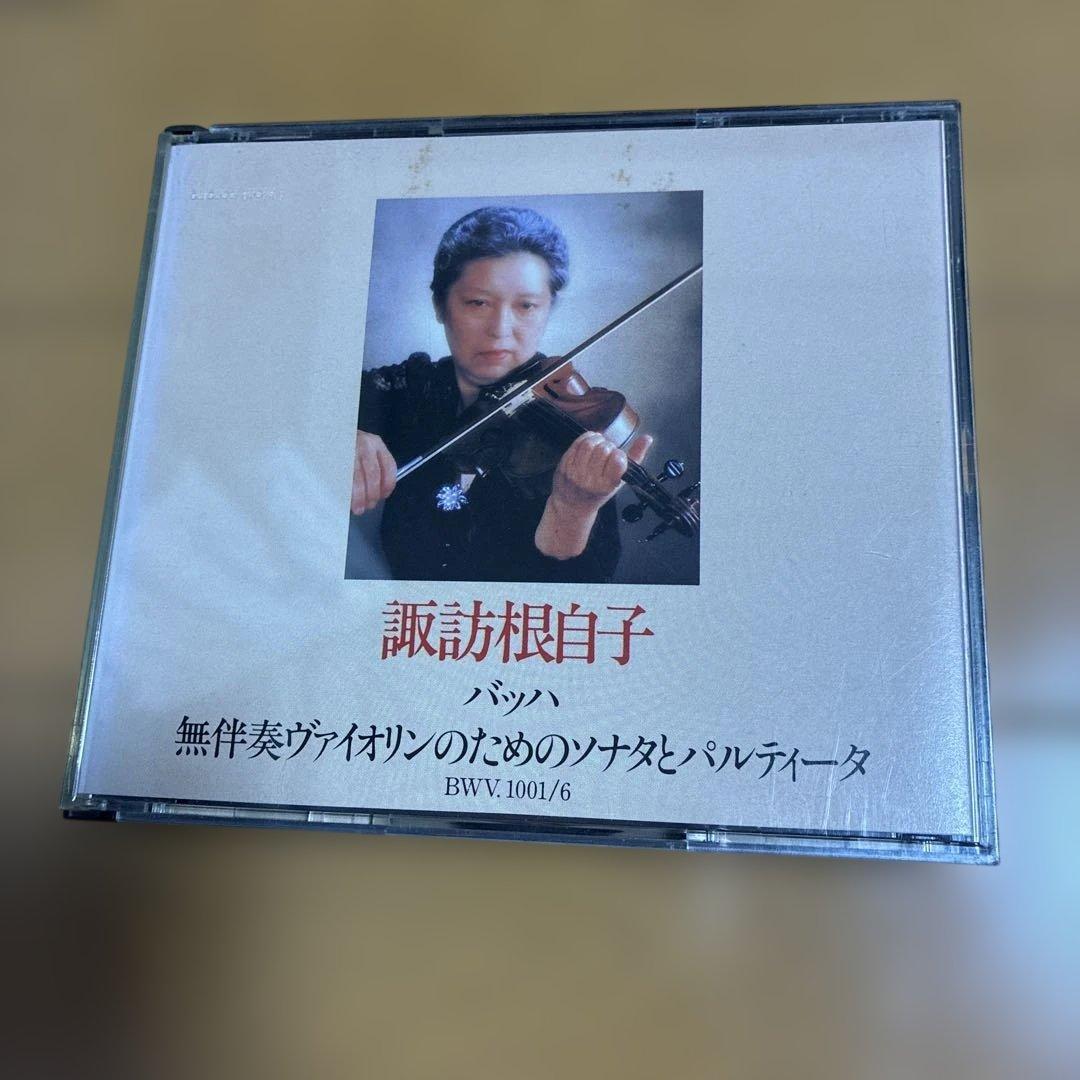 諏訪根自子
バッハ
無伴奏ヴァイオリンのためのソナタとパルティータ
BWV. 1001/6